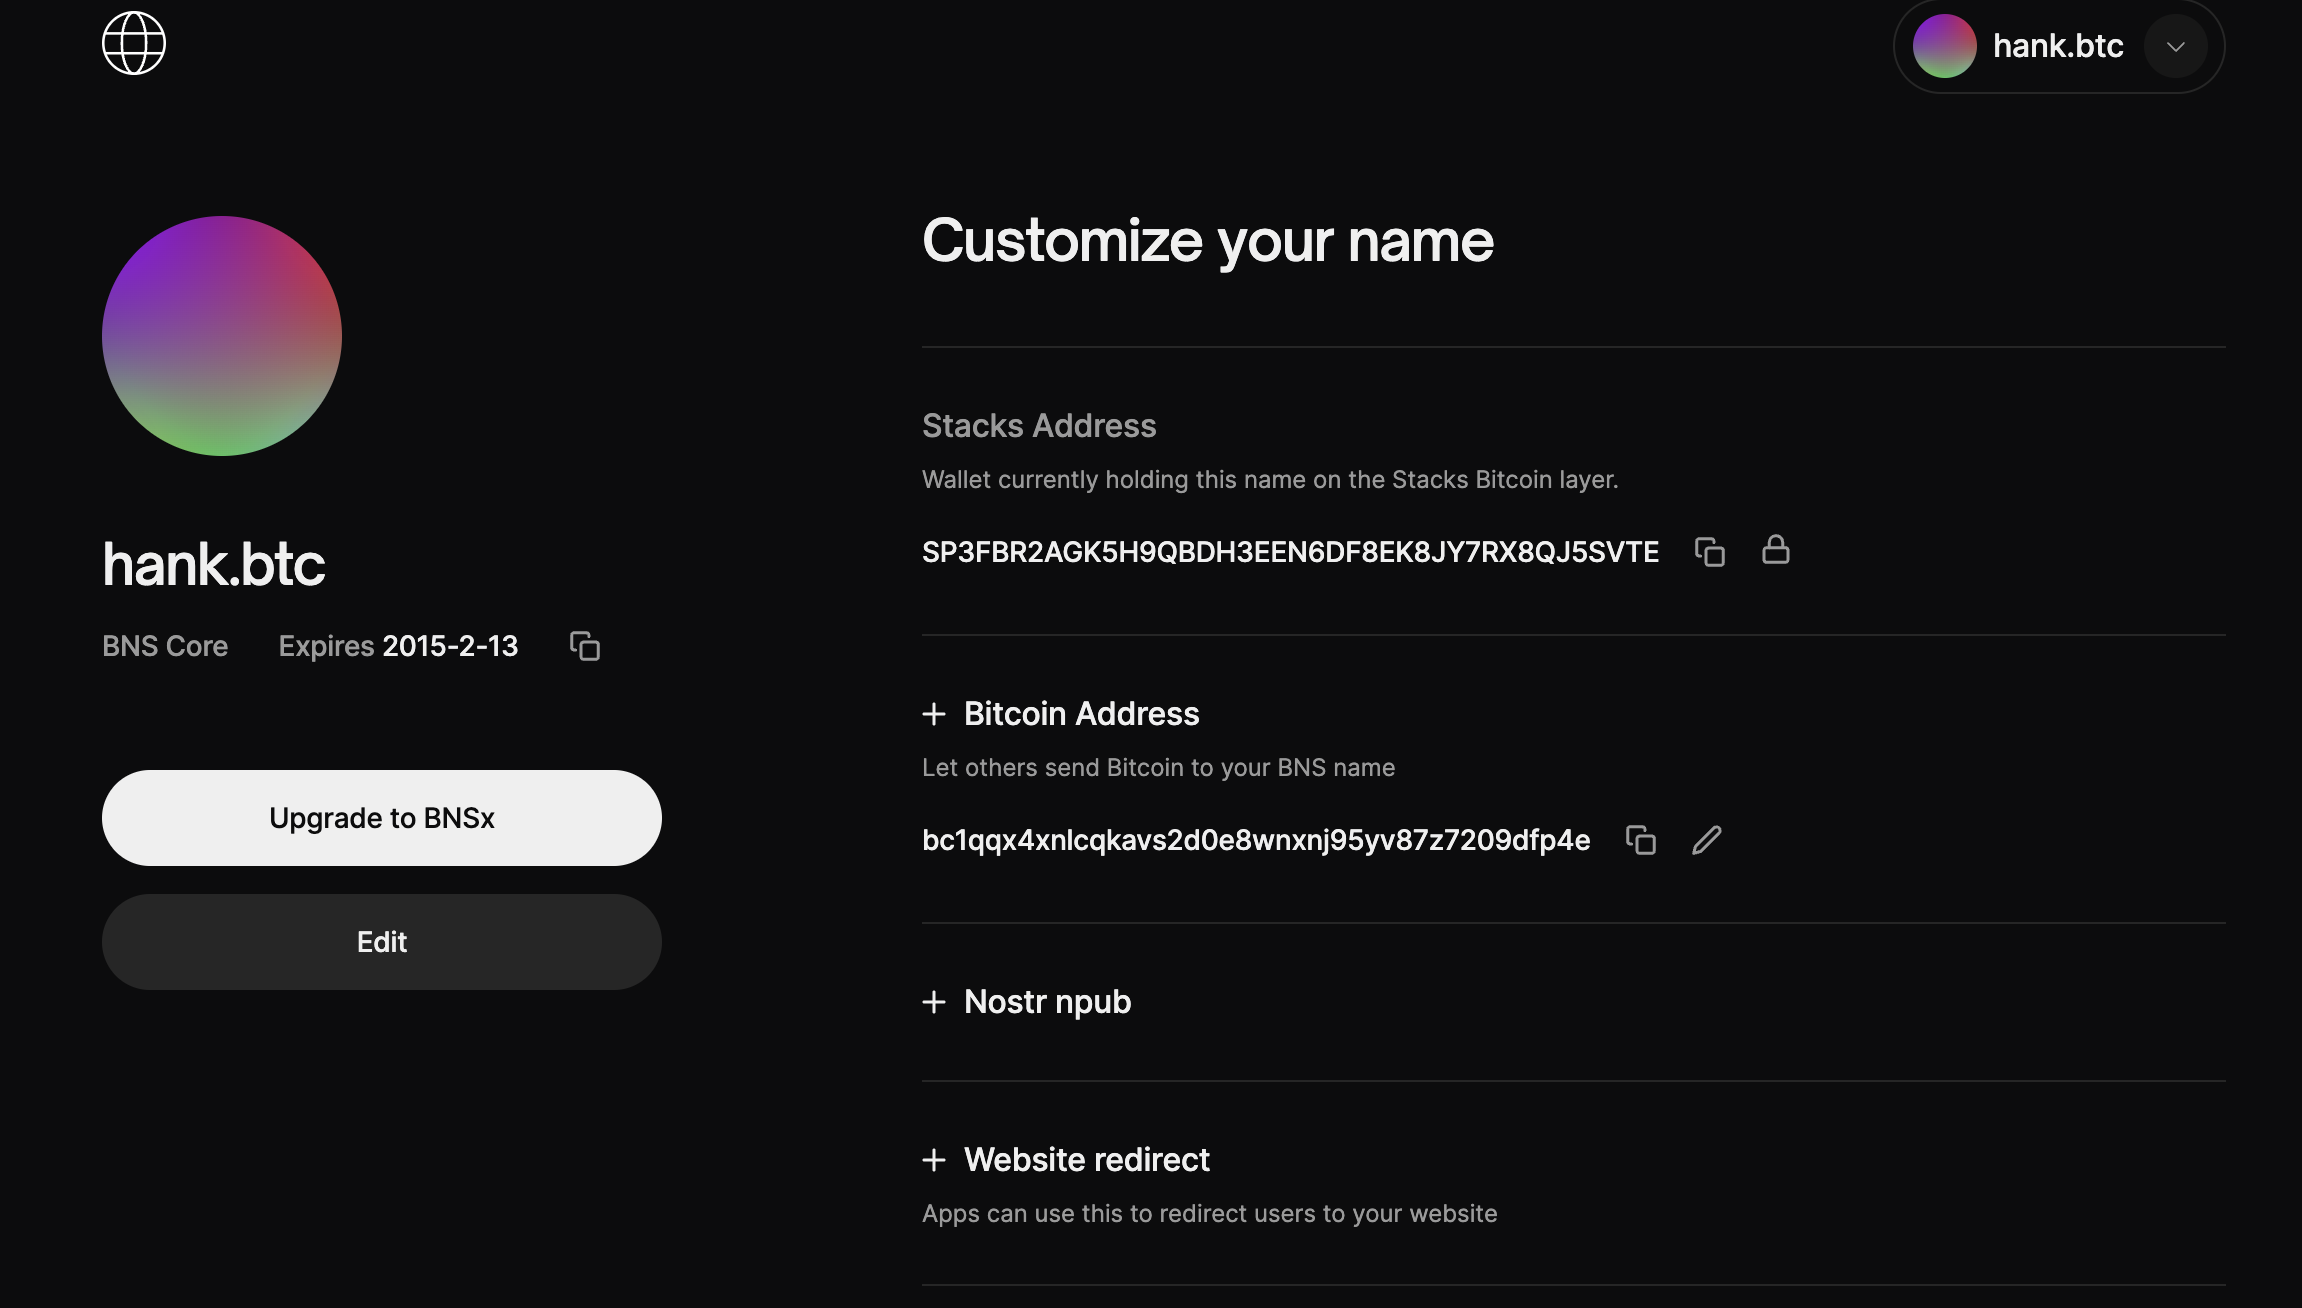 hank.btc
hank.btc
BNS Core Expires 2015-2-13
Upgrade to BNSx
Edit
Customize your name
Stacks Address
Wallet currently holding this name on the Stacks Bitcoin layer.
SP3FBR2AGK5H9QBDH3EEN6DF8EK8JY7RX8QJ5SVTE
Bitcoin Address
Let others send Bitcoin to your BNS name
bc1qqx4xnlcqkavs2d0e8wnxnj95yv87z7209dfp4e
Nostr npub
Website redirect
Apps can use this to redirect users to your website